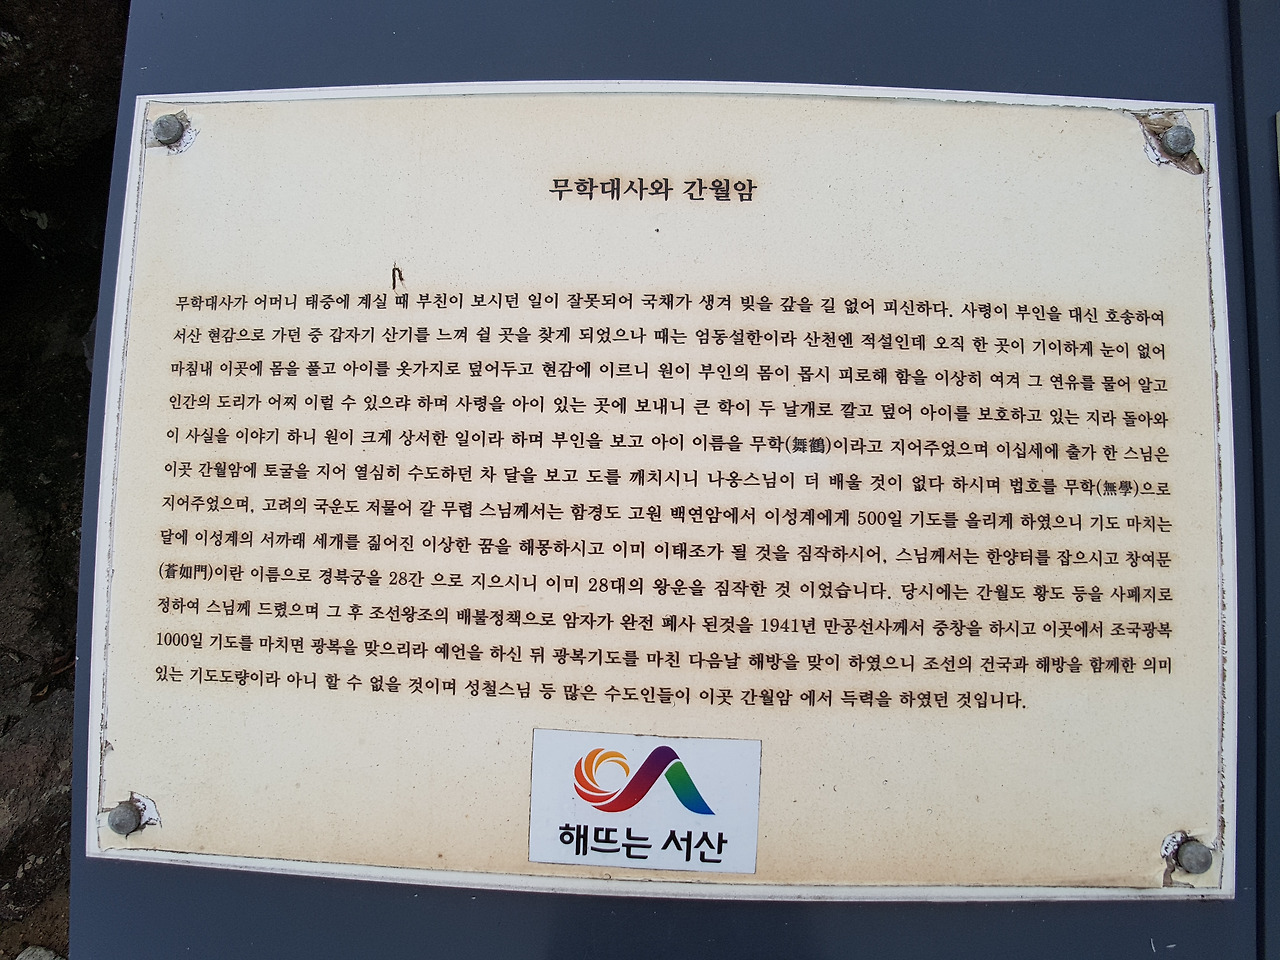 무학대사와 간월암
무학대사가 어머니 태중에 계실 때 부친이 보시던 일이 잘못되어 국채가 생겨 빚을 갚을 길 없어 피신하다. 사령이 부인을 대신 호송하여
서산 현감으로 가던 중 갑자기 산기를 느껴 쉴 곳을 찾게 되었으나 때는 엄동설한이라 산천엔 적설인데 오직 한 곳이 기이하게 눈이 없어
마침내 이곳에 몸을 풀고 아이를 옷가지로 덮어두고 현감에 이르니 원이 부인의 몸이 몹시 피로해 함을 이상히 여겨 그 연유를 물어 알고
인간의 도리가 어찌 이럴 수 있으랴 하며 사령을 아이 있는 곳에 보내니 큰 학이 두 날개로 깔고 덮어 아이를 보호하고 있는 지라 돌아와
이 사실을 이야기 하니 원이 크게 상서한 일이라 하며 부인을 보고 아이 이름을 무학(舞鶴)이라고 지어주었으며 이십세에 출가 한 스님은
이곳 간월암에 토굴을 지어 열심히 수도하던 차 달을 보고 도를 깨치시니 나옹스님이 더 배울 것이 없다 하시며 법호를 무학(無學)으로
지어주었으며, 고려의 국운도 저물어 갈 무렵 스님께서는 함경도 고원 백연암에서 이성계에게 500일 기도를 올리게 하였으니 기도 마치는
달에 이성계의 서까래 세개를 짊어진 이상한 꿈을 해몽하시고 이미 이태조가 될 것을 짐작하시어, 스님께서는 한양터를 잡으시고 창여문
(蒼如門)이란 이름으로 경복궁을 28간 으로 지으시니 이미 28대의 왕운을 짐작한 것 이었습니다. 당시에는 간월도 황도 등을 사폐지로
정하여 스님께 드렸으며 그 후 조선왕조의 배불정책으로 암자가 완전 폐사 된것을 1941년 만공선사께서 중창을 하시고 이곳에서 조국광복
1000일 기도를 마치면 광복을 맞으리라 예언을 하신 뒤 광복기도를 마친 다음날 해방을 맞이 하였으니 조선의 건국과 해방을 함께한 의미
있는 기도도량이라 아니 할 수 없을 것이며 성철스님 등 많은 수도인들이 이곳 간월암 에서 득력을 하였던 것입니다.
해뜨는 서산